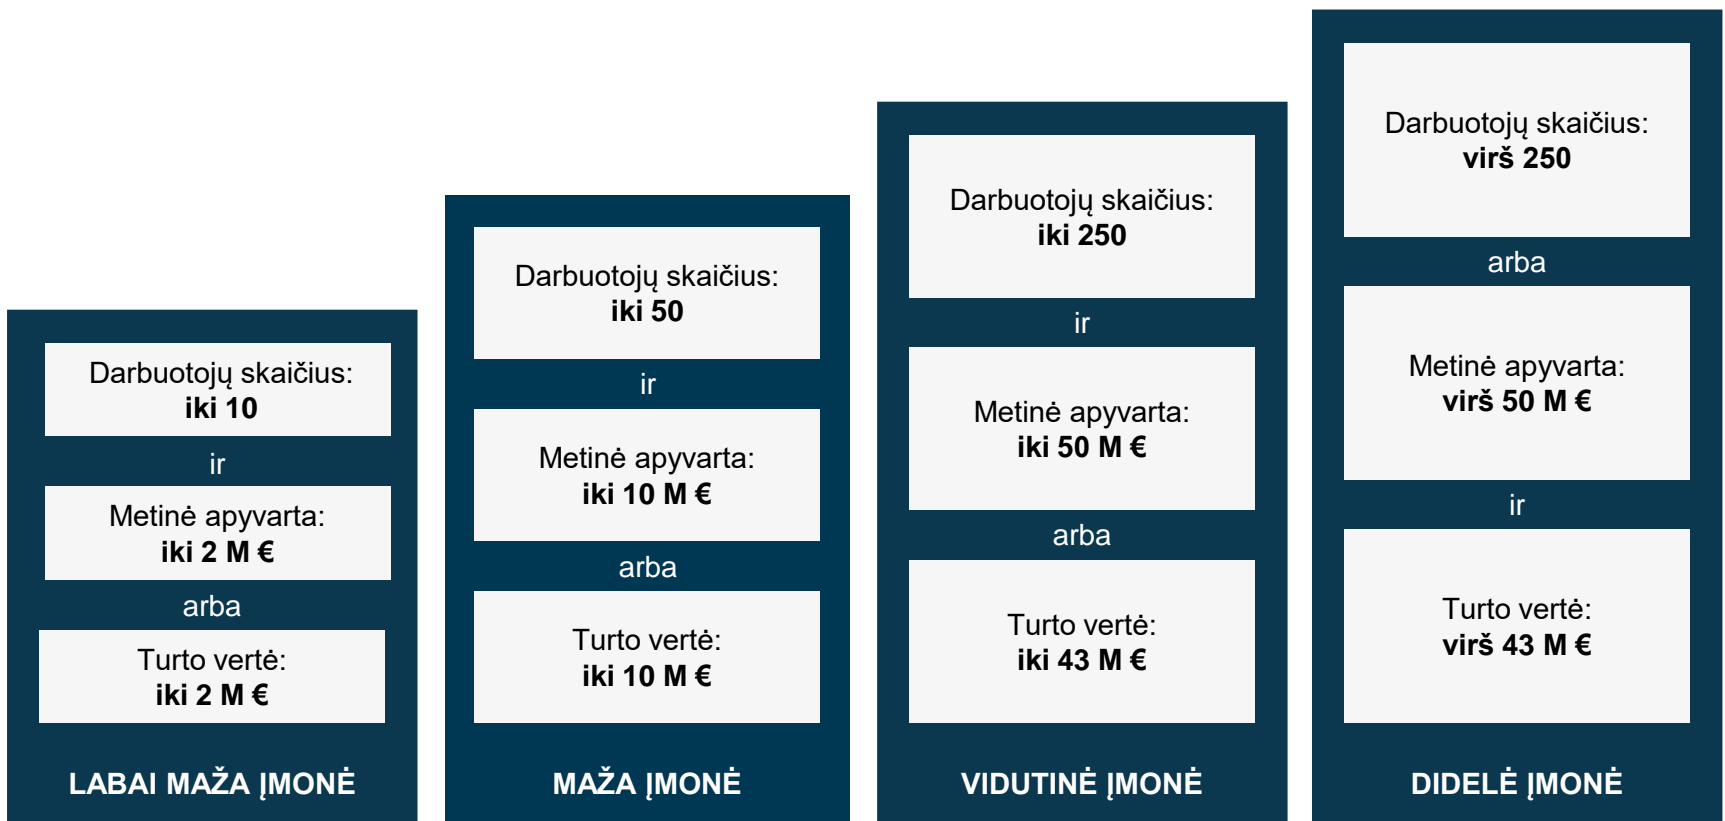 Darbuotojų skaičius:
iki 10
ir
Metinė apyvarta:
iki 2 M €
arba
Turto vertė:
iki 2 M €
LABAI MAŽA ĮMONĖ
Darbuotojų skaičius:
iki 50
ir
Metinė apyvarta:
iki 10 M €
arba
Turto vertė:
iki 10 M €
MAŽA ĮMONĖ
Darbuotojų skaičius:
iki 250
ir
Metinė apyvarta:
iki 50 M €
arba
Turto vertė:
iki 43 M €
VIDUTINĖ ĮMONĖ
Darbuotojų skaičius:
virš 250
arba
Metinė apyvarta:
virš 50 M €
ir
Turto vertė:
virš 43 M €
DIDELĖ ĮMONĖ